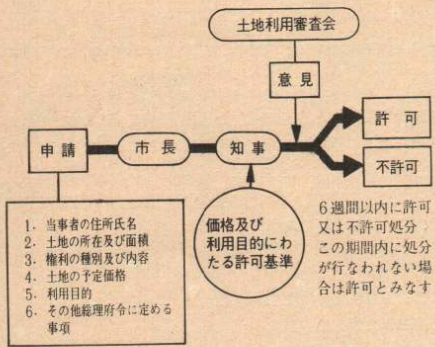 土地利用審査会
意見
申請
市長
知事
許可
不許可
1. 当事者の住所氏名
2. 土地の所在及び面積
3. 権利の種別及び内容
4. 土地の予定価格
5. 利用目的
6. その他総理府令に定める
事項
価格及び
利用目的にわ
たる許可基準
6週間以内に許可
又は不許可処分
この期間内に処分
が行なわれない場
合は許可とみなす